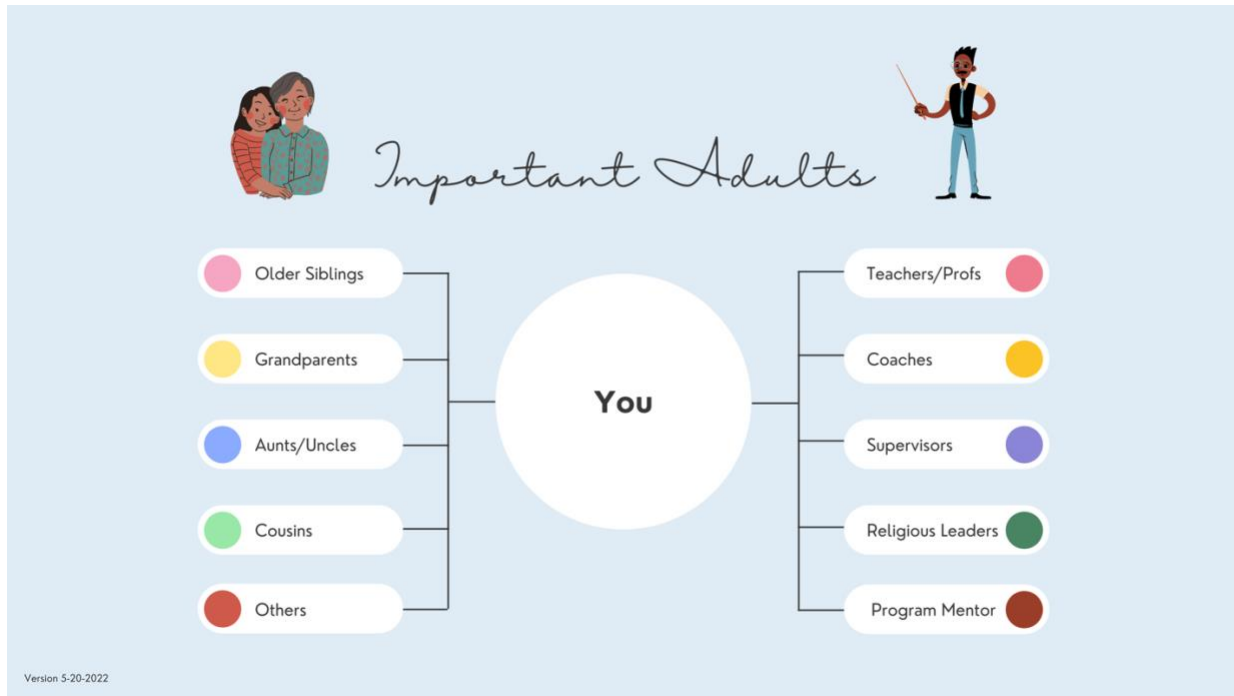 Important Adults
Older Siblings
Grandparents
Aunts/Uncles
Cousins
Others
You
Teachers/Profs
Coaches
Supervisors
Religious Leaders
Program Mentor
Version 5-20-2022